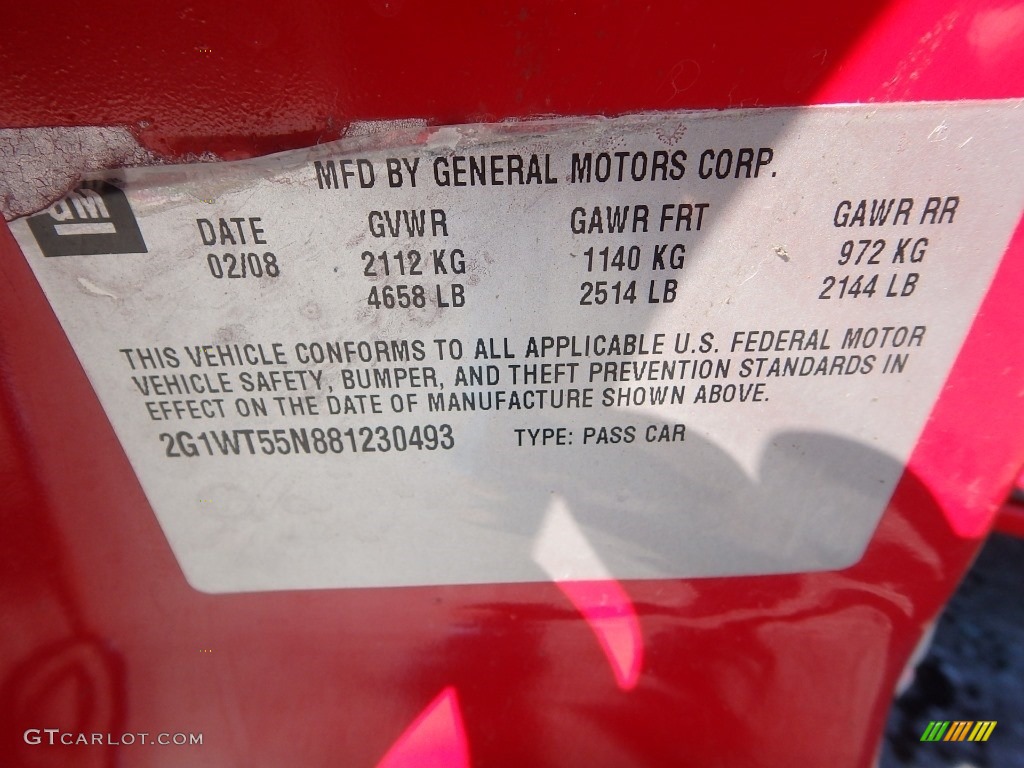 MFD BY GENERAL MOTORS CORP.
GM
DATE GVWR GAWR FRT GAWR RR
02/08 2112 KG 1140 KG 972 KG
4658 LB 2514 LB 2144 LB
THIS VEHICLE CONFORMS TO ALL APPLICABLE U.S. FEDERAL MOTOR
VEHICLE SAFETY, BUMPER, AND THEFT PREVENTION STANDARDS IN
EFFECT ON THE DATE OF MANUFACTURE SHOWN ABOVE.
2G1WT55N881230493 TYPE: PASS CAR
GTCARLOT.COM